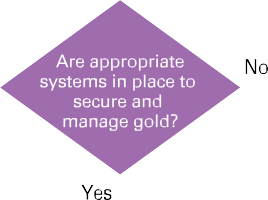 Are appropriate
systems in place to
secure and
manage gold?
No
Yes